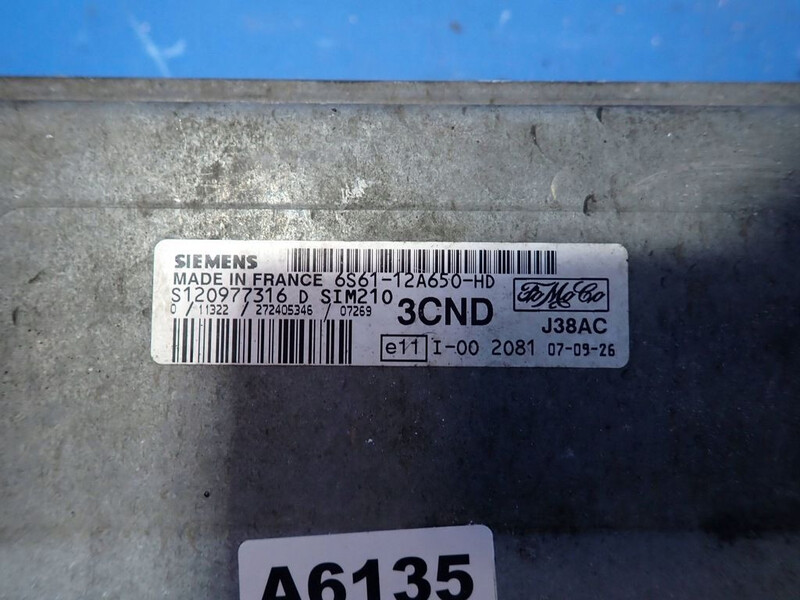 SIEMENS
MADE IN FRANCE 6S61-12A650-HD
S120977316 D SIM210
0 / 11322 / 272405346 / 07269
3CND
FoMoCo
J38AC
e11 I-00 2081 07-09-26
A6135